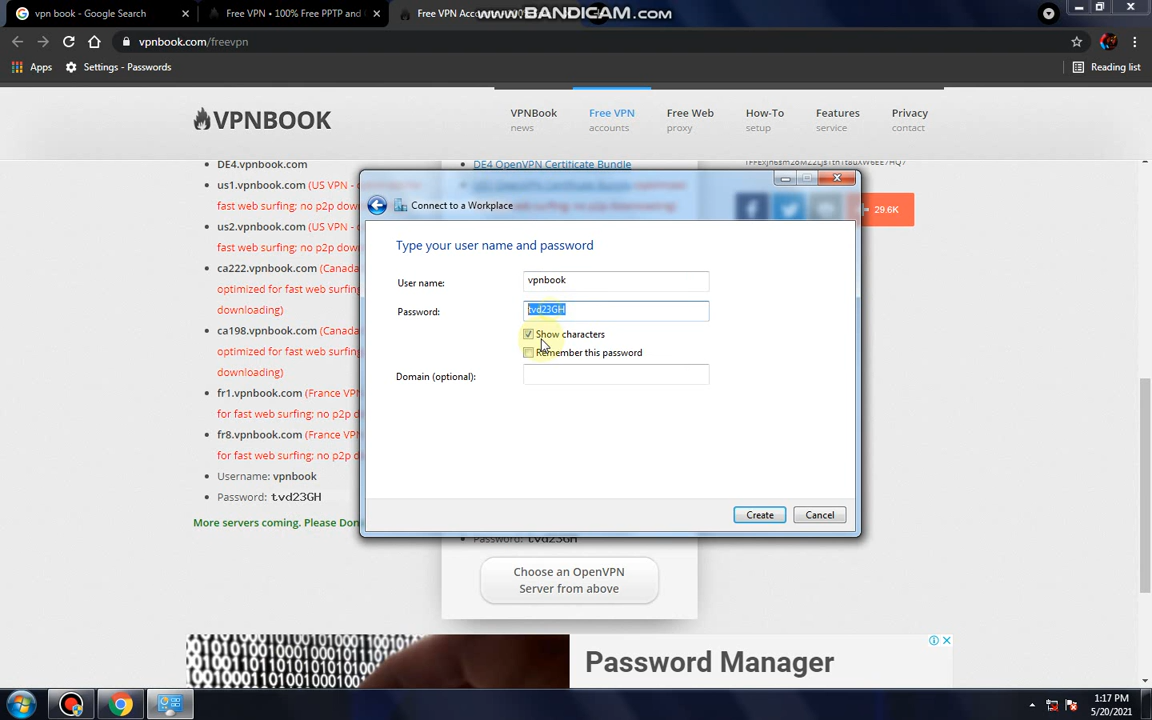 vpn book - Google Search
Free VPN • 100% Free PPTP and
Free VPN Acc
www.BANDICAM.com
vpnbook.com/freevpn
Apps
Settings - Passwords
Reading list
VPNBOOK
VPNBook
news
Free VPN
accounts
Free Web
proxy
How-To
setup
Features
service
Privacy
contact
DE4.vpnbook.com
us1.vpnbook.com (US VPN -
fast web surfing; no p2p dow
us2.vpnbook.com (US VPN -
fast web surfing; no p2p dow
ca222.vpnbook.com (Canada
optimized for fast web surfing
downloading)
ca198.vpnbook.com (Canada
optimized for fast web surfing
downloading)
fr1.vpnbook.com (France VPN
for fast web surfing; no p2p d
fr8.vpnbook.com (France VPN
for fast web surfing; no p2p d
Username: vpnbook
Password: tvd23GH
More servers coming. Please Don
DE4 OpenVPN Certificate Bundle
29.6K
Connect to a Workplace
Type your user name and password
User name:
vpnbook
Password:
tvd23GH
Show characters
Remember this password
Domain (optional):
Create
Cancel
Password: tvd23GH
Choose an OpenVPN
Server from above
Password Manager
1:17 PM
5/20/2021